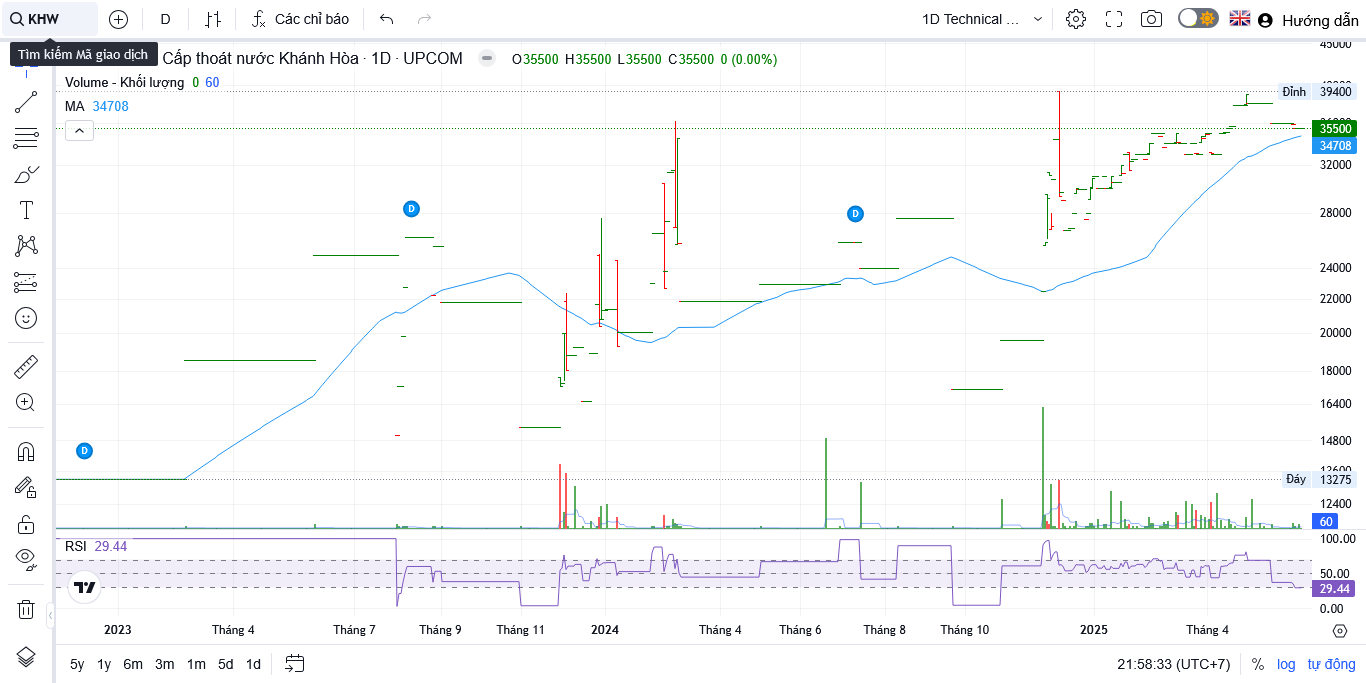 KHW
D
Các chỉ báo
1D Technical ...
Hướng dẫn
Tìm kiếm Mã giao dịch
Cấp thoát nước Khánh Hòa · 1D · UPCOM
O35500 H35500 L35500 C35500 0 (0.00%)
Volume - Khối lượng 0 60
MA 34708
45000
Đỉnh 39400
35500
34708
32000
28000
24000
22000
20000
18000
16400
14800
Đáy 13275
12400
60
D
D
D
RSI 29.44
100.00
50.00
29.44
0.00
2023 Tháng 4 Tháng 7 Tháng 9 Tháng 11 2024 Tháng 4 Tháng 6 Tháng 8 Tháng 10 2025 Tháng 4
5y 1y 6m 3m 1m 5d 1d
21:58:33 (UTC+7) % log tự động